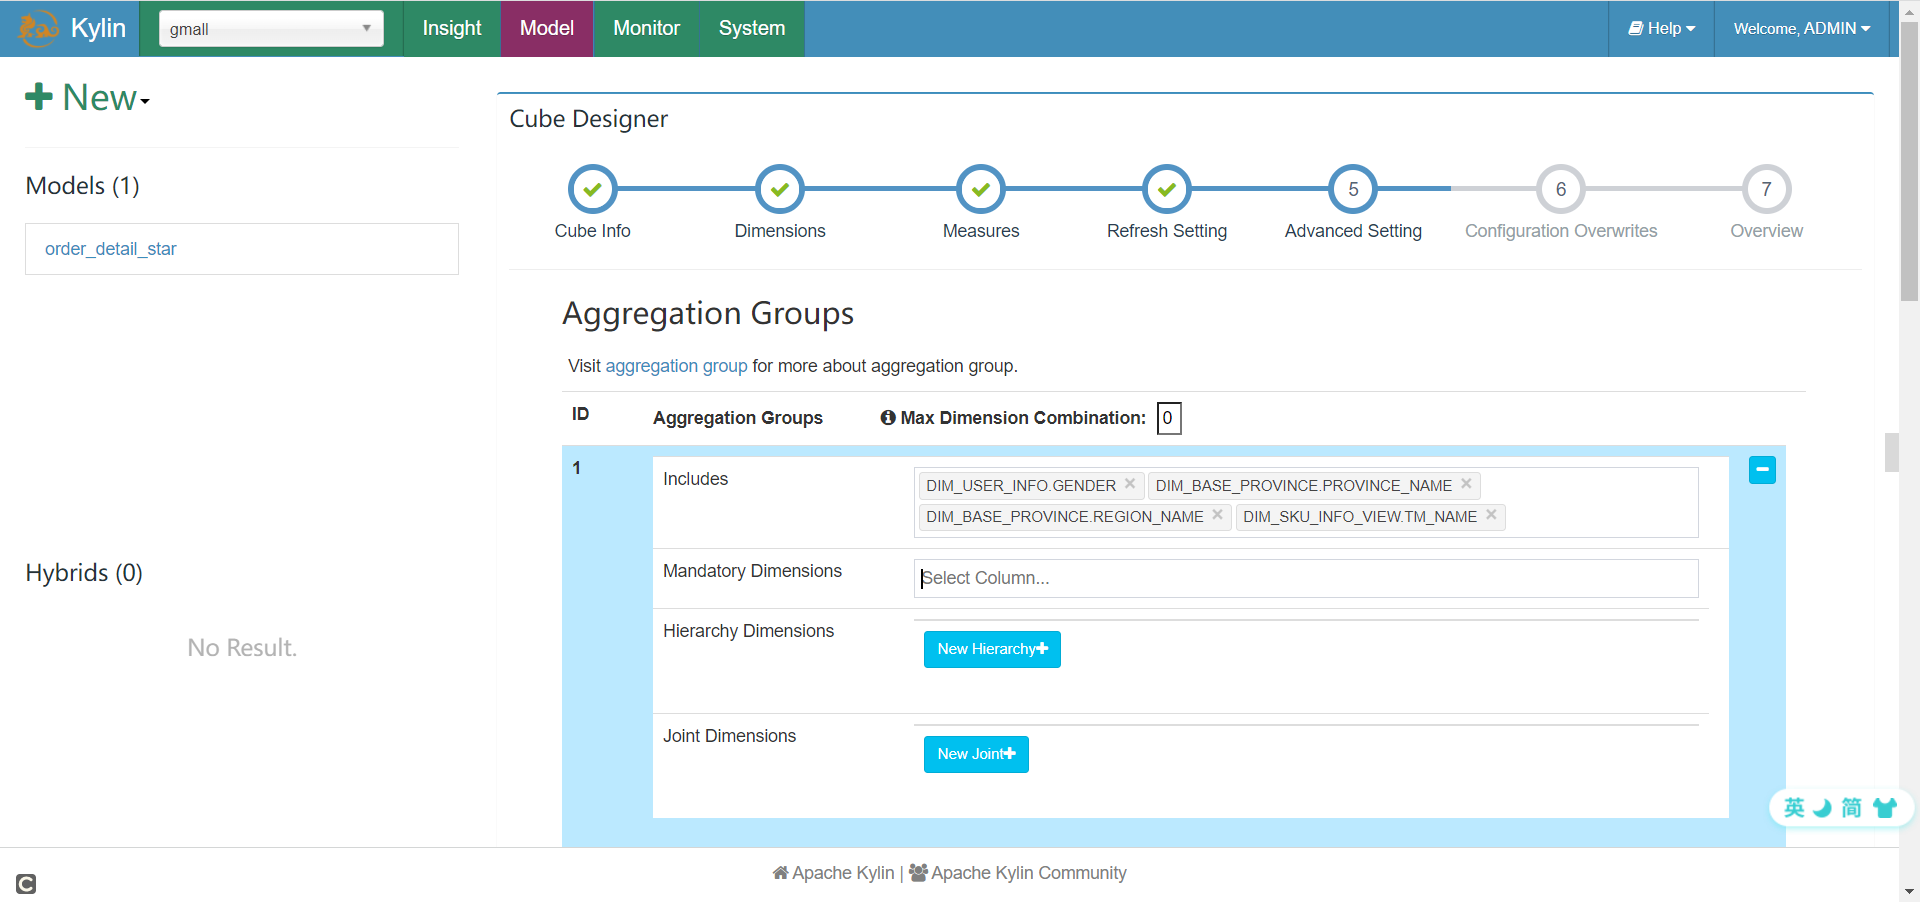 Kylin
gmall
Insight
Model
Monitor
System
Help
Welcome, ADMIN
New
Models (1)
order_detail_star
Hybrids (0)
No Result.
Cube Designer
5
6
7
Cube Info
Dimensions
Measures
Refresh Setting
Advanced Setting
Configuration Overwrites
Overview
Aggregation Groups
Visit aggregation group for more about aggregation group.
ID
Aggregation Groups
Max Dimension Combination:
0
1
Includes
DIM_USER_INFO.GENDER
DIM_BASE_PROVINCE.PROVINCE_NAME
DIM_BASE_PROVINCE.REGION_NAME
DIM_SKU_INFO_VIEW.TM_NAME
Mandatory Dimensions
Select Column...
Hierarchy Dimensions
New Hierarchy
Joint Dimensions
New Joint
英 简
Apache Kylin | Apache Kylin Community
C